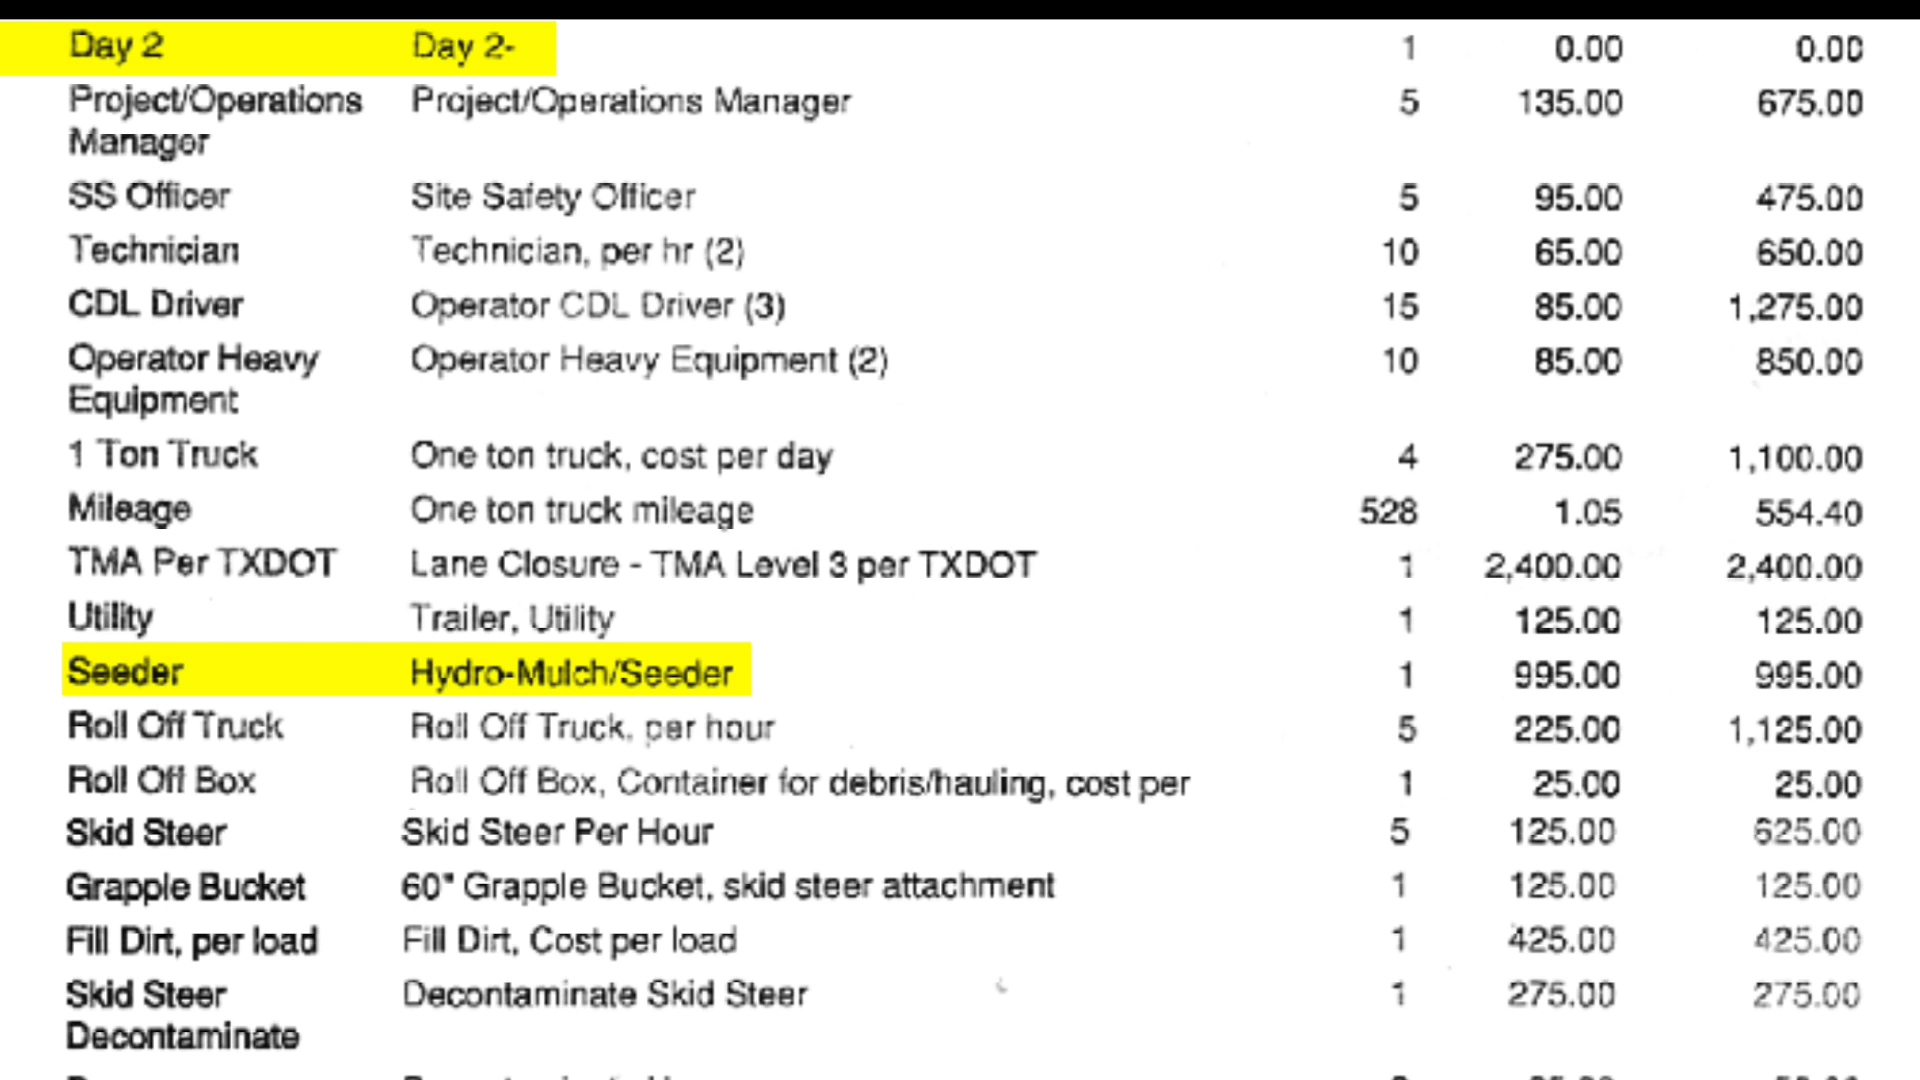 Day 2 Day 2- 1 0.00 0.00
Project/Operations Project/Operations Manager 5 135.00 675.00
Manager
SS Officer Site Safety Officer 5 95.00 475.00
Technician Technician, per hr (2) 10 65.00 650.00
CDL Driver Operator CDL Driver (3) 15 85.00 1,275.00
Operator Heavy Operator Heavy Equipment (2) 10 85.00 850.00
Equipment
1 Ton Truck One ton truck, cost per day 4 275.00 1,100.00
Mileage One ton truck mileage 528 1.05 554.40
TMA Per TXDOT Lane Closure - TMA Level 3 per TXDOT 1 2,400.00 2,400.00
Utility Trailer, Utility 1 125.00 125.00
Seeder Hydro-Mulch/Seeder 1 995.00 995.00
Roll Off Truck Roll Off Truck, per hour 5 225.00 1,125.00
Roll Off Box Roll Off Box, Container for debris/hauling, cost per 1 25.00 25.00
Skid Steer Skid Steer Per Hour 5 125.00 625.00
Grapple Bucket 60" Grapple Bucket, skid steer attachment 1 125.00 125.00
Fill Dirt, per load Fill Dirt, Cost per load 1 425.00 425.00
Skid Steer Decontaminate Skid Steer 1 275.00 275.00
Decontaminate